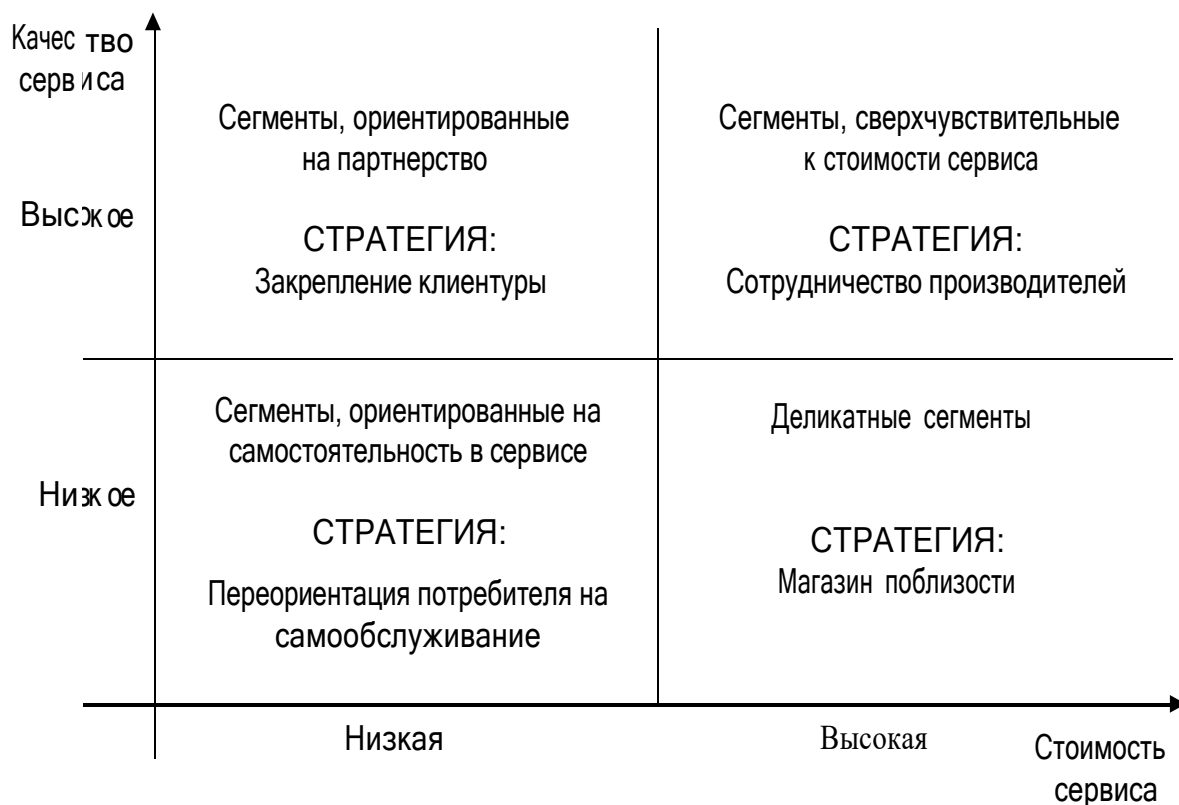 Качество
сервиса
Сегменты, ориентированные
на партнерство
Сегменты, сверхчувствительные
к стоимости сервиса
Высокое
СТРАТЕГИЯ:
Закрепление клиентуры
СТРАТЕГИЯ:
Сотрудничество производителей
Сегменты, ориентированные на
самостоятельность в сервисе
Деликатные сегменты
Низкое
СТРАТЕГИЯ:
Переориентация потребителя на
самообслуживание
СТРАТЕГИЯ:
Магазин поблизости
Низкая
Высокая
Стоимость
сервиса